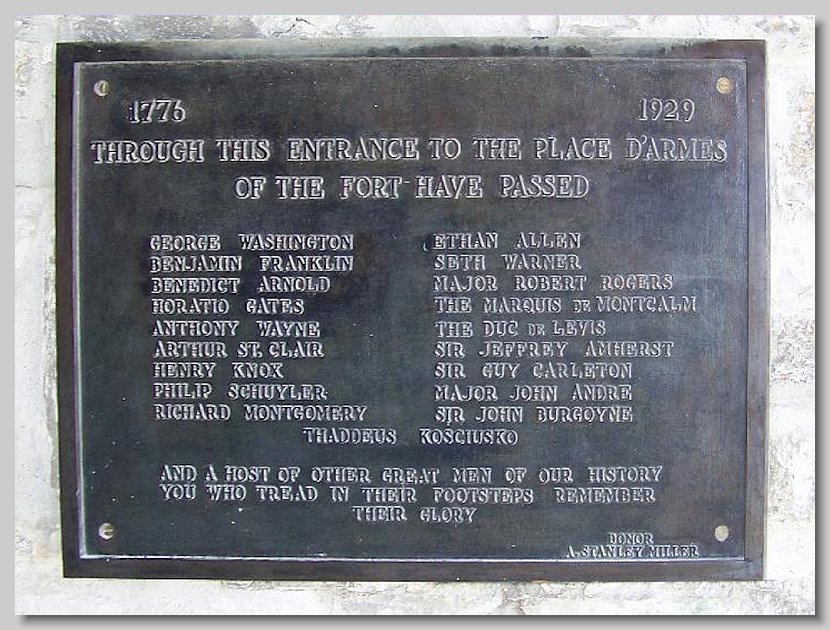 1776 1929
THROUGH THIS ENTRANCE TO THE PLACE D'ARMES
OF THE FORT HAVE PASSED
GEORGE WASHINGTON
BENJAMIN FRANKLIN
BENEDICT ARNOLD
HORATIO GATES
ANTHONY WAYNE
ARTHUR ST. CLAIR
HENRY KNOX
PHILIP SCHUYLER
RICHARD MONTGOMERY
ETHAN ALLEN
SETH WARNER
MAJOR ROBERT ROGERS
THE MARQUIS DE MONTCALM
THE DUC DE LEVIS
SIR JEFFREY AMHERST
SIR GUY CARLETON
MAJOR JOHN ANDRE
SIR JOHN BURGOYNE
THADDEUS KOSCIUSKO
AND A HOST OF OTHER GREAT MEN OF OUR HISTORY
YOU WHO TREAD IN THEIR FOOTSTEPS REMEMBER
THEIR GLORY
DONOR
A. STANLEY MILLER